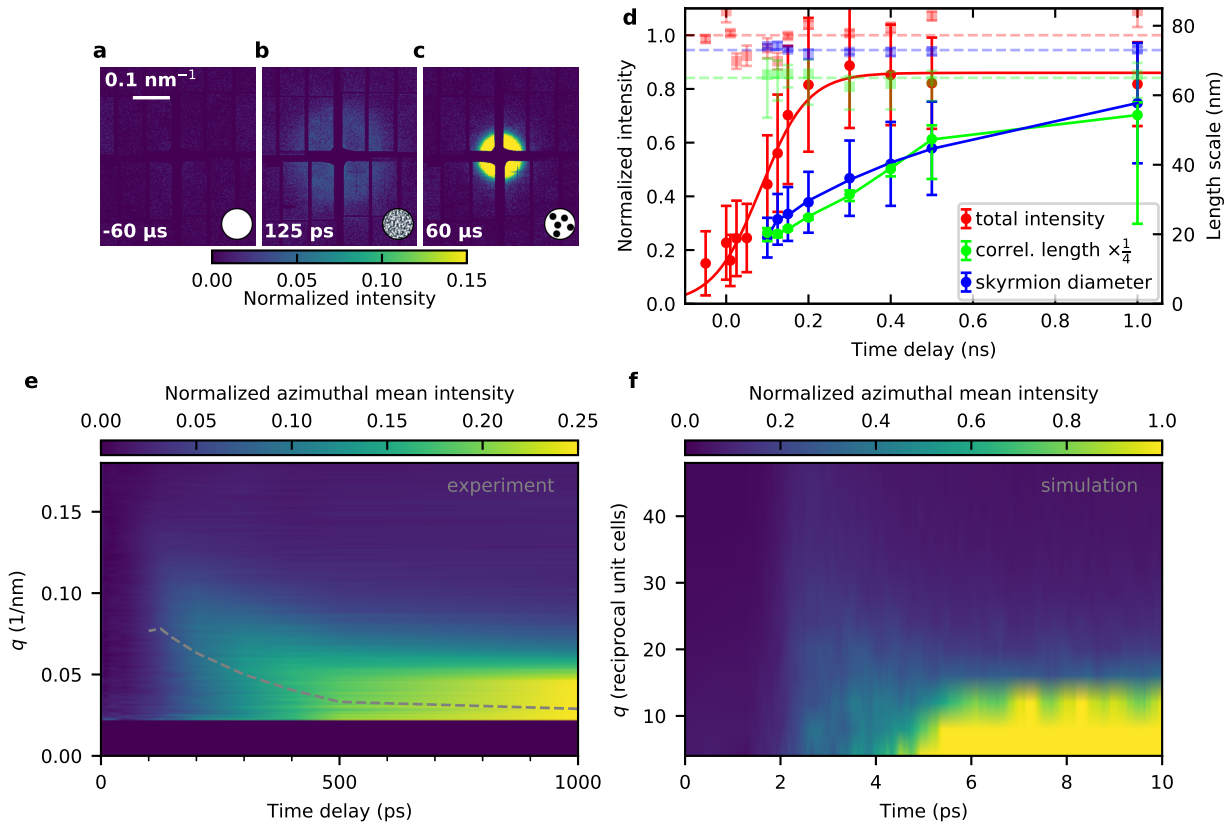 a
b
c
0.1 nm⁻¹
-60 µs
125 ps
60 µs
0.00 0.05 0.10 0.15
Normalized intensity
d
1.0
0.8
0.6
0.4
0.2
0.0
Normalized intensity
80
60
40
20
0
Length scale (nm)
total intensity
correl. length ×¼
skyrmion diameter
0.0 0.2 0.4 0.6 0.8 1.0
Time delay (ns)
e
Normalized azimuthal mean intensity
0.00 0.05 0.10 0.15 0.20 0.25
experiment
0.15
0.10
0.05
0.00
q (1/nm)
0 500 1000
Time delay (ps)
f
Normalized azimuthal mean intensity
0.0 0.2 0.4 0.6 0.8 1.0
simulation
40
30
20
10
q (reciprocal unit cells)
0 2 4 6 8 10
Time (ps)